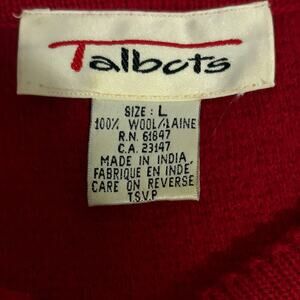 Talbots
SIZE: L
100% WOOL/LAINE
R.N. 61847
C.A. 23147
MADE IN INDIA
FABRIQUE EN INDE
CARE ON REVERSE
T.S.V.P.